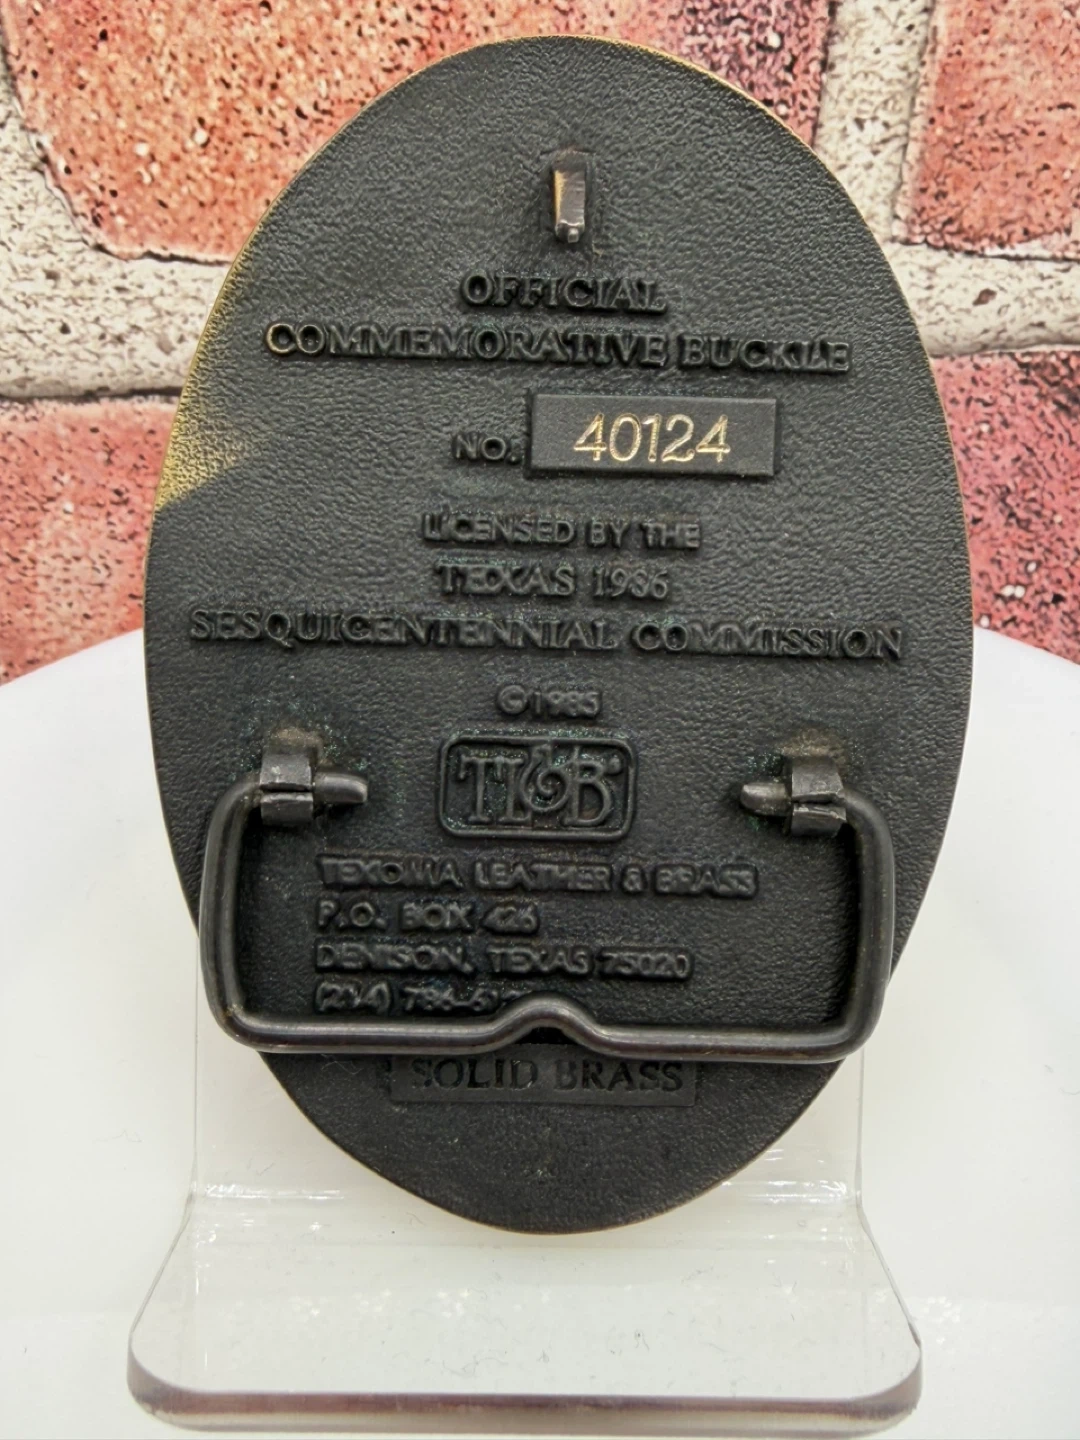 OFFICIAL
COMMEMORATIVE BUCKLE
NO. 40124
LICENSED BY THE
TEXAS 1986
SESQUICENTENNIAL COMMISSION
©1985
TL&B
TEXOMA LEATHER & BRASS
P.O. BOX 426
DENISON, TEXAS 75020
(214)
SOLID BRASS